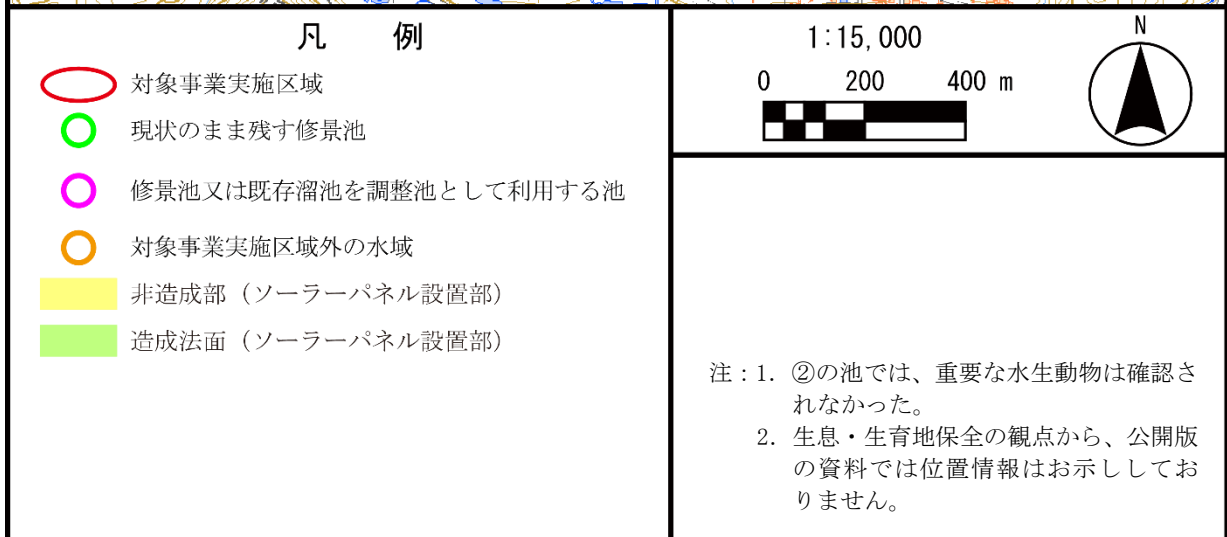 凡　例
対象事業実施区域
現状のまま残す修景池
修景池又は既存溜池を調整池として利用する池
対象事業実施区域外の水域
非造成部（ソーラーパネル設置部）
造成法面（ソーラーパネル設置部）
1:15,000
0 200 400 m
N
注：1. ②の池では、重要な水生動物は確認さ
れなかった。
2. 生息・生育地保全の観点から、公開版
の資料では位置情報はお示ししてお
りません。